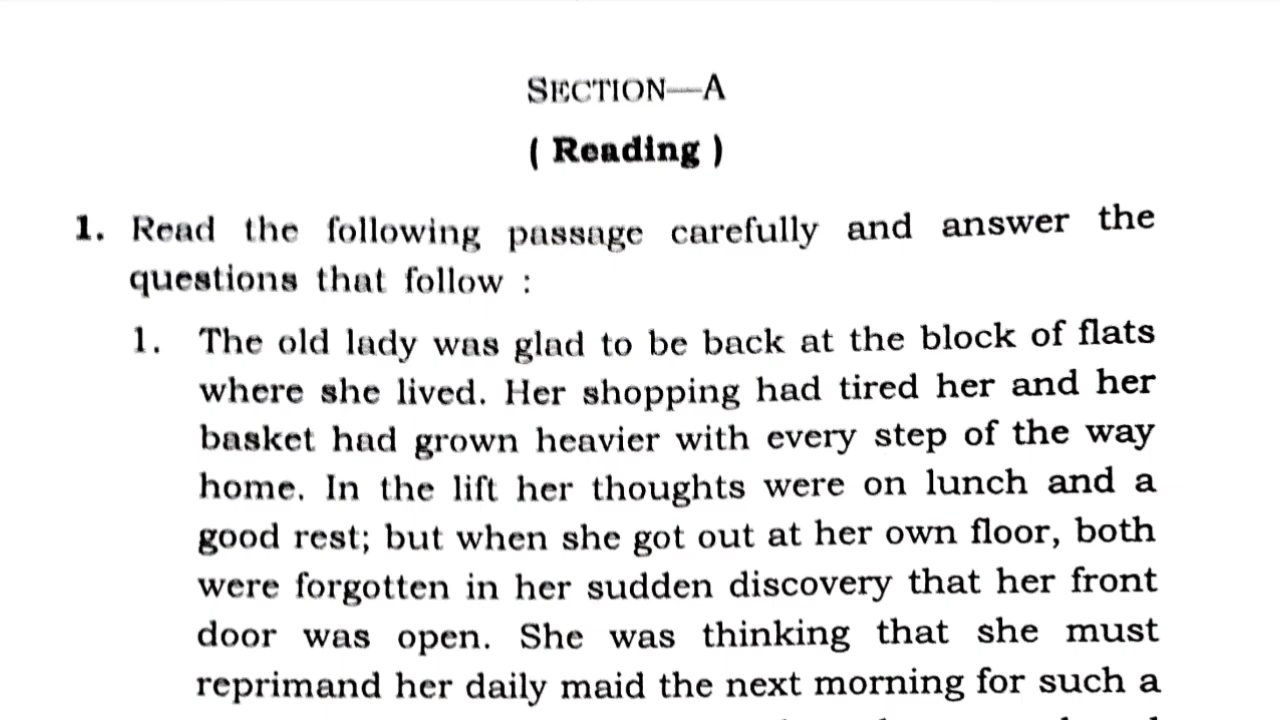 SECTION—A
( Reading )
1. Read the following passage carefully and answer the
questions that follow :
1. The old lady was glad to be back at the block of flats
where she lived. Her shopping had tired her and her
basket had grown heavier with every step of the way
home. In the lift her thoughts were on lunch and a
good rest; but when she got out at her own floor, both
were forgotten in her sudden discovery that her front
door was open. She was thinking that she must
reprimand her daily maid the next morning for such a